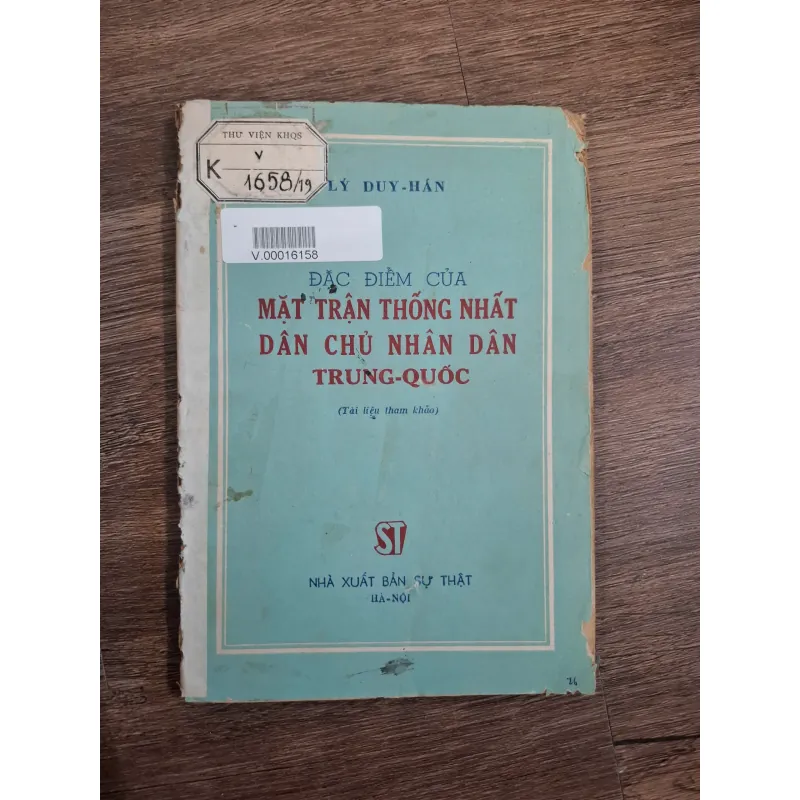 THƯ VIỆN KHQS
V
K 1658/19
LÝ DUY-HÁN
V.00016158
ĐẶC ĐIỂM CỦA
MẶT TRẬN THỐNG NHẤT
DÂN CHỦ NHÂN DÂN
TRUNG-QUỐC
(Tài liệu tham khảo)
ST
NHÀ XUẤT BẢN SỰ THẬT
HÀ-NỘI